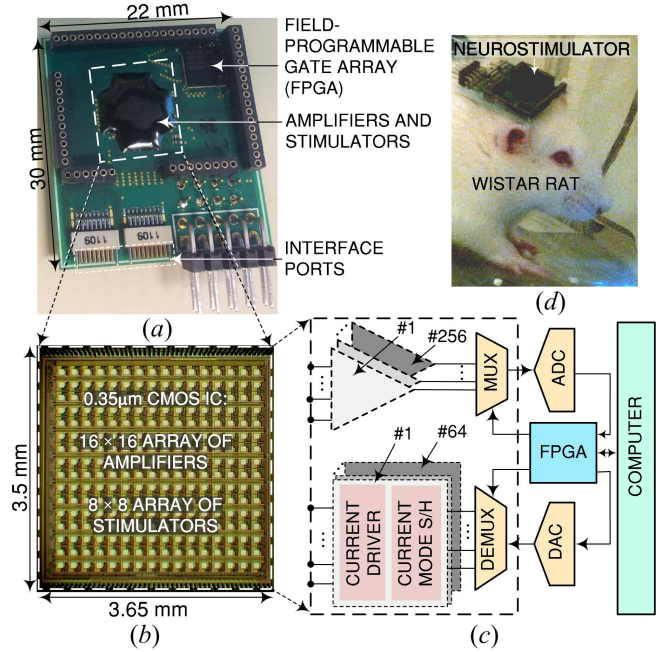 22 mm
30 mm
FIELD-
PROGRAMMABLE
GATE ARRAY
(FPGA)
AMPLIFIERS AND
STIMULATORS
INTERFACE
PORTS
1109
1109
(a)
NEUROSTIMULATOR
WISTAR RAT
(d)
0.35µm CMOS IC:
16 × 16 ARRAY OF
AMPLIFIERS
8 × 8 ARRAY OF
STIMULATORS
3.5 mm
3.65 mm
(b)
#1
#256
MUX
ADC
#1
#64
FPGA
COMPUTER
CURRENT
DRIVER
CURRENT
MODE S/H
DEMUX
DAC
(c)